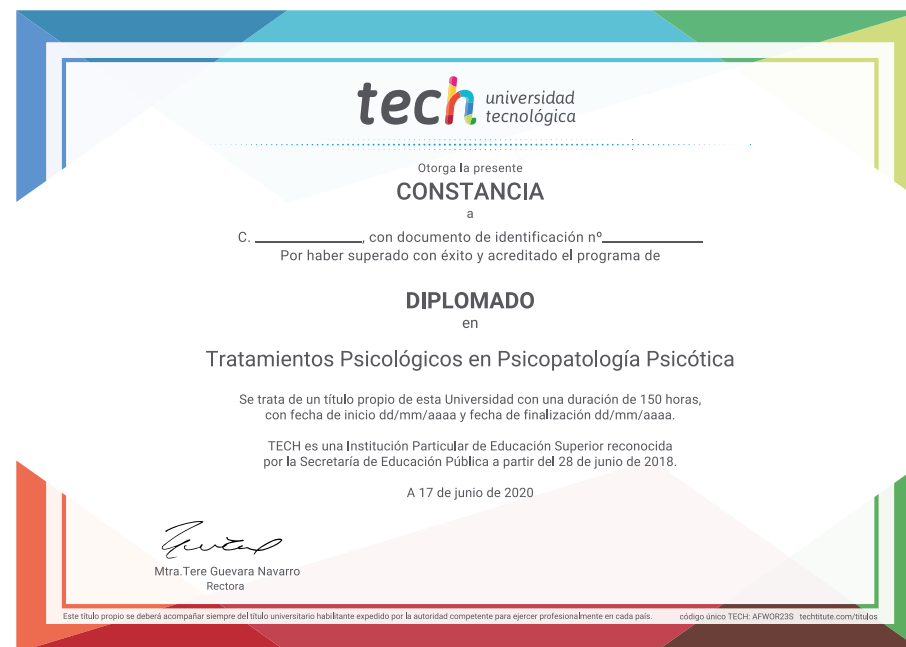 tech universidad
tecnológica
Otorga la presente
CONSTANCIA
a
C. ____________, con documento de identificación nº____________
Por haber superado con éxito y acreditado el programa de
DIPLOMADO
en
Tratamientos Psicológicos en Psicopatología Psicótica
Se trata de un título propio de esta Universidad con una duración de 150 horas,
con fecha de inicio dd/mm/aaaa y fecha de finalización dd/mm/aaaa.
TECH es una Institución Particular de Educación Superior reconocida
por la Secretaría de Educación Pública a partir del 28 de junio de 2018.
A 17 de junio de 2020
Mtra.Tere Guevara Navarro
Rectora
Este título propio se deberá acompañar siempre del título universitario habilitante expedido por la autoridad competente para ejercer profesionalmente en cada país. código único TECH: AFWOR23S techtitute.com/titulos